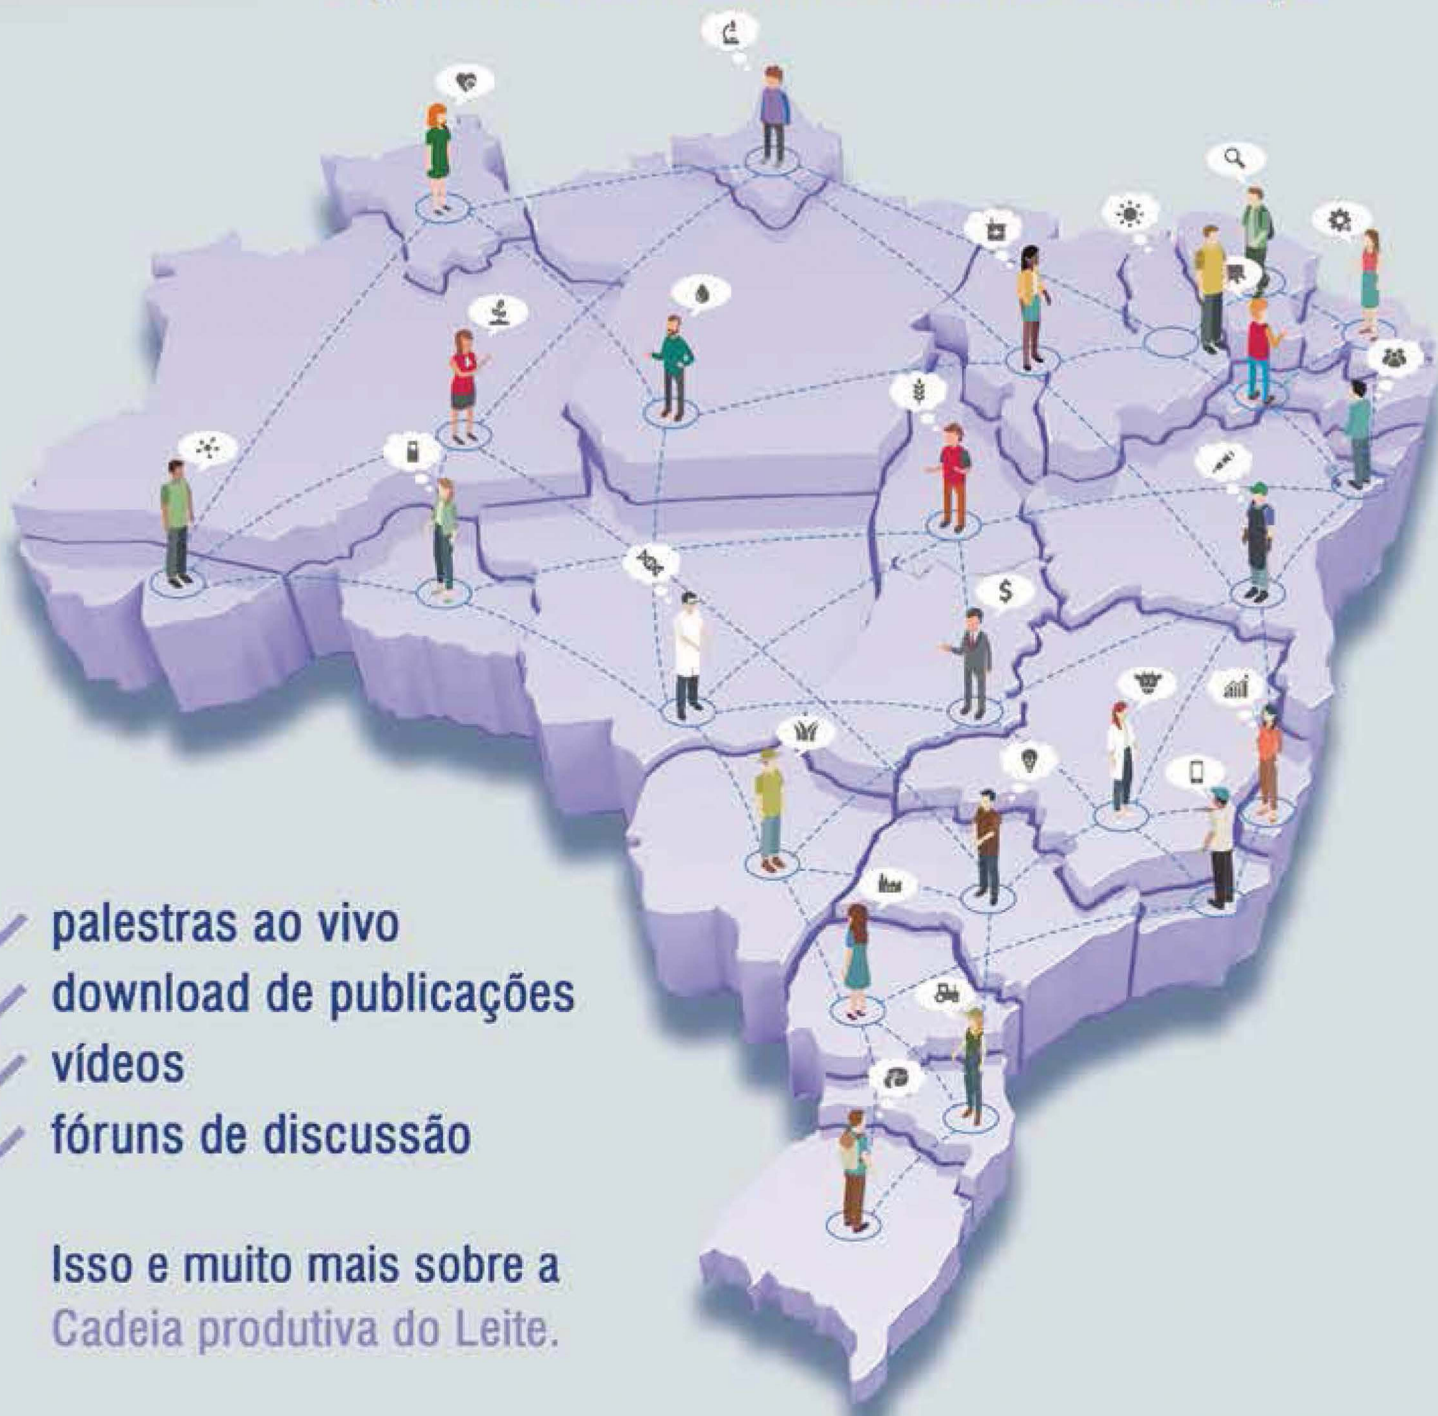 palestras ao vivo
download de publicações
vídeos
fóruns de discussão
Isso e muito mais sobre a
Cadeia produtiva do Leite.
$